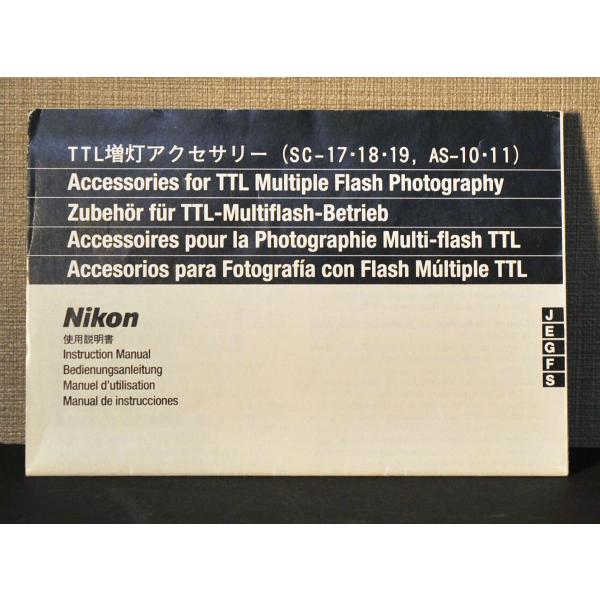 TTL増灯アクセサリー (SC-17・18・19, AS-10・11)
Accessories for TTL Multiple Flash Photography
Zubehör für TTL-Multiflash-Betrieb
Accessoires pour la Photographie Multi-flash TTL
Accesorios para Fotografía con Flash Múltiple TTL
Nikon
使用説明書
Instruction Manual
Bedienungsanleitung
Manuel d'utilisation
Manual de instrucciones
J
E
G
F
S